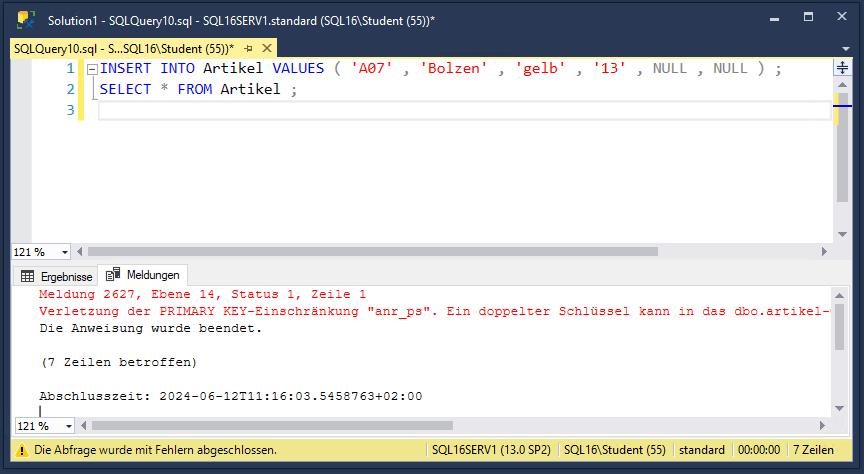 Solution1 - SQLQuery10.sql - SQL16SERV1.standard (SQL16\Student (55))*
SQLQuery10.sql - S...SQL16\Student (55))*
1 INSERT INTO Artikel VALUES ( 'A07' , 'Bolzen' , 'gelb' , '13' , NULL , NULL ) ;
2 SELECT * FROM Artikel ;
3
121 %
Ergebnisse Meldungen
Meldung 2627, Ebene 14, Status 1, Zeile 1
Verletzung der PRIMARY KEY-Einschränkung "anr_ps". Ein doppelter Schlüssel kann in das dbo.artikel-
Die Anweisung wurde beendet.
(7 Zeilen betroffen)
Abschlusszeit: 2024-06-12T11:16:03.5458763+02:00
121 %
Die Abfrage wurde mit Fehlern abgeschlossen. SQL16SERV1 (13.0 SP2) SQL16\Student (55) standard 00:00:00 7 Zeilen